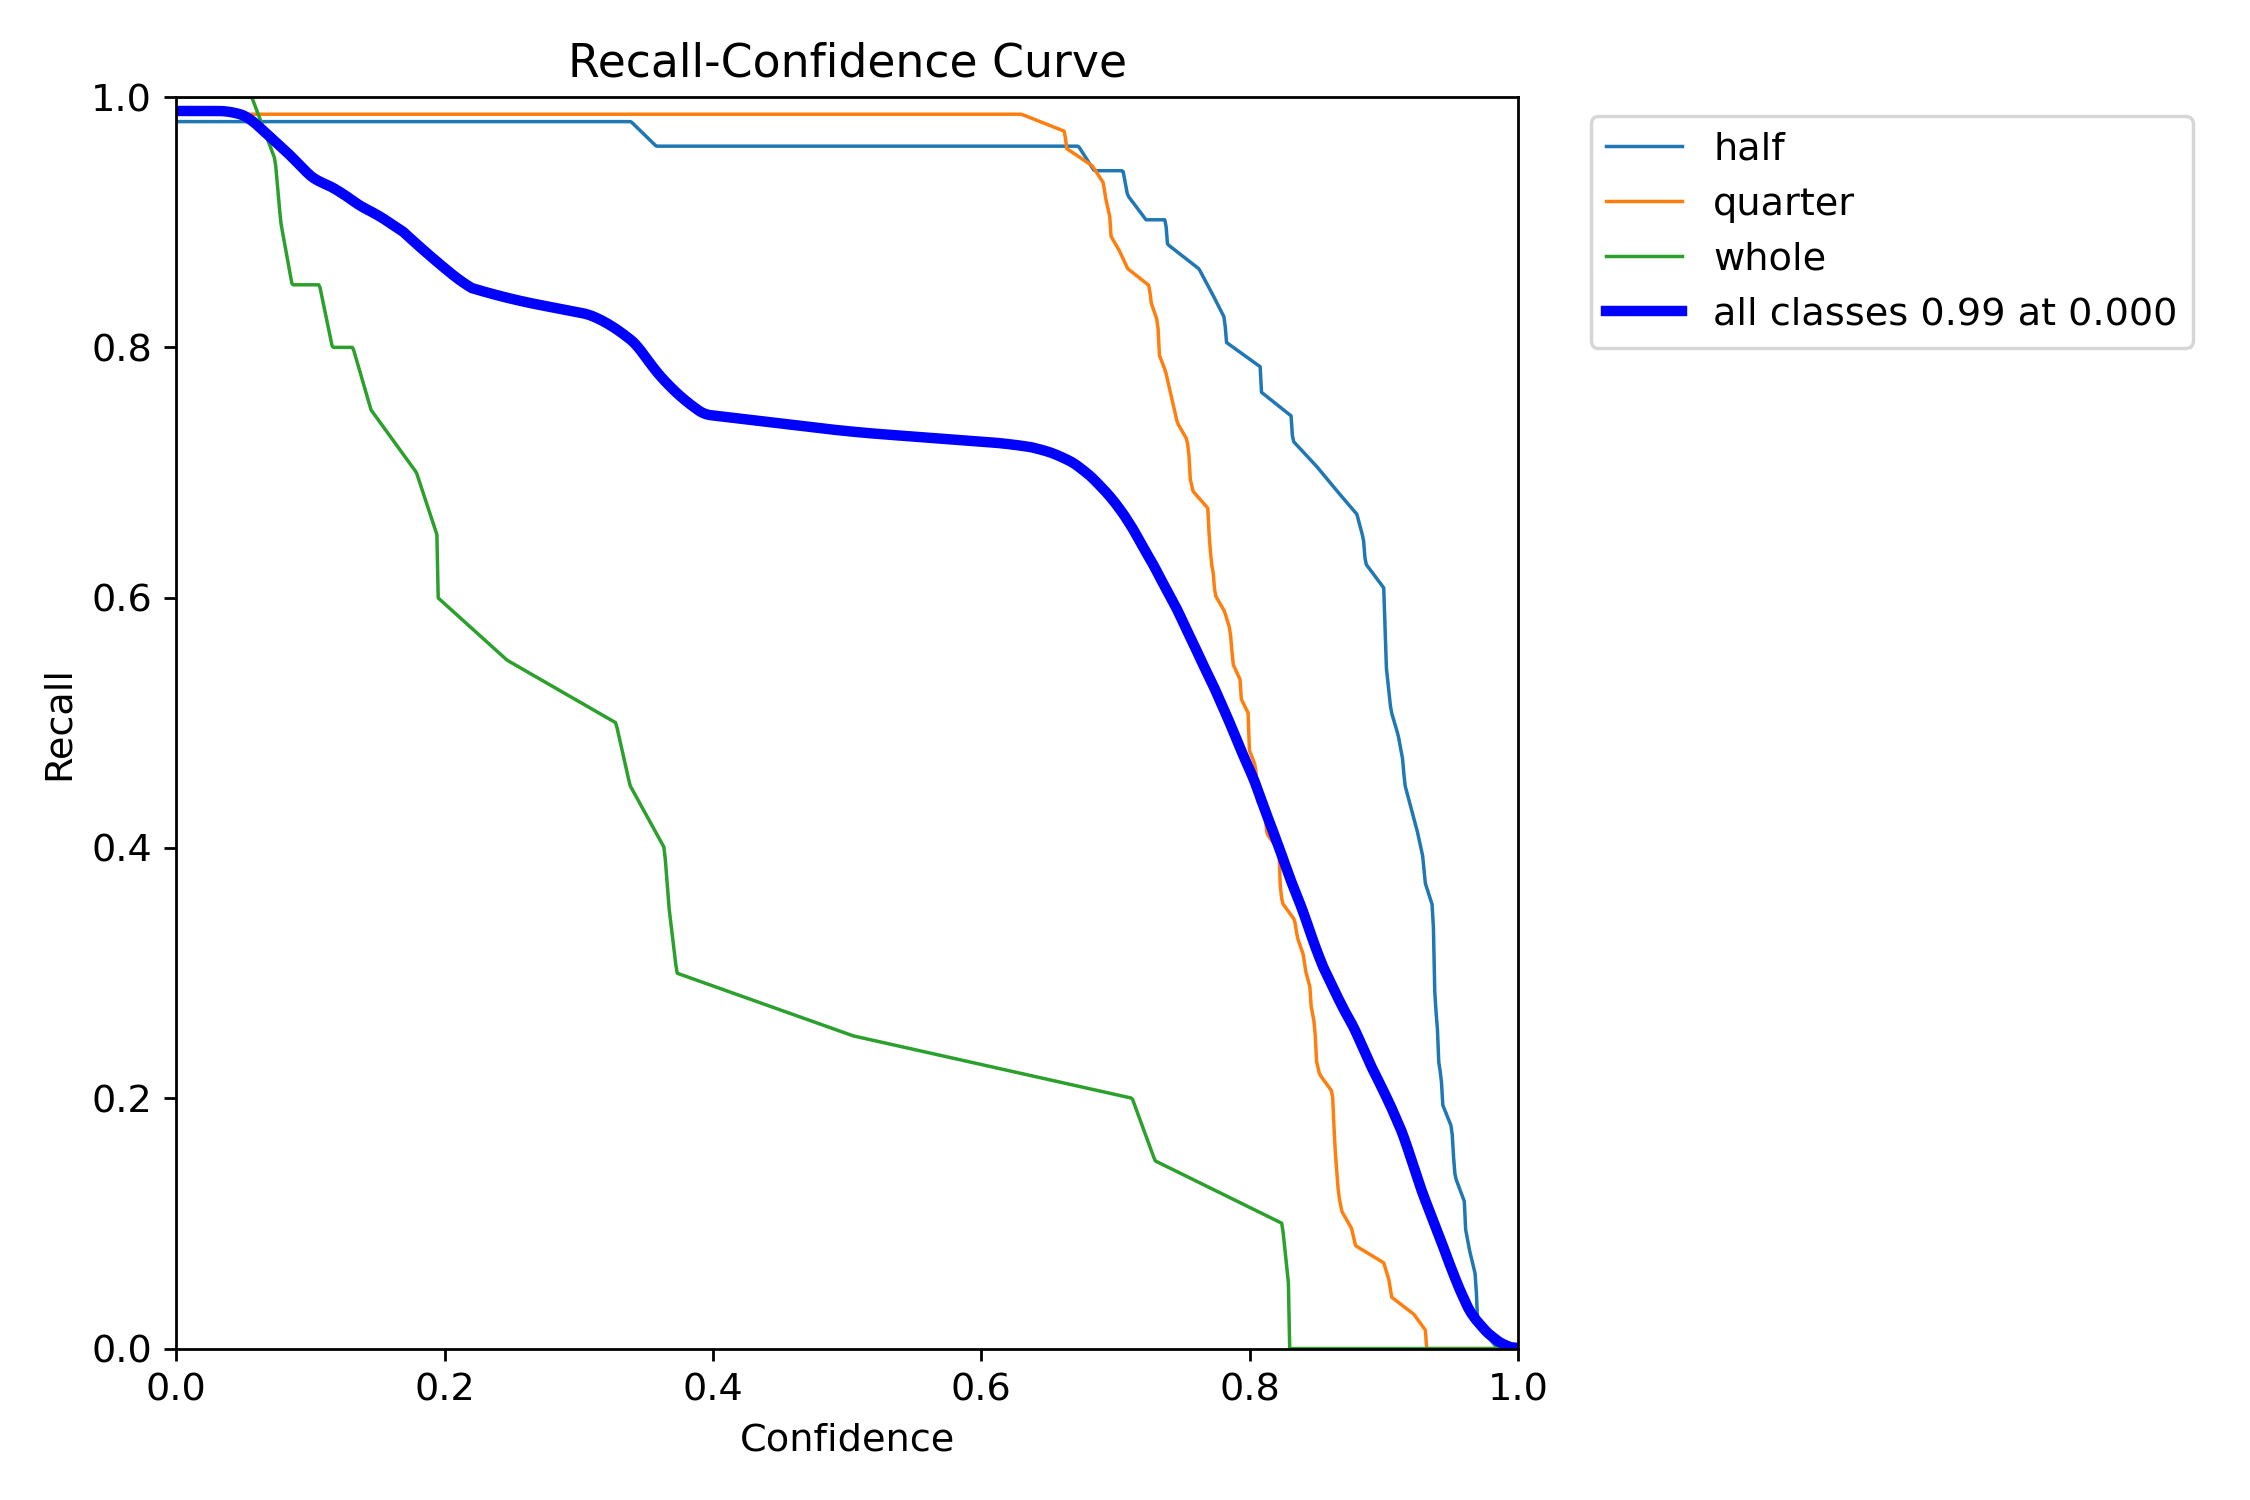 Recall-Confidence Curve
1.0
0.8
0.6
0.4
0.2
0.0
Recall
0.0 0.2 0.4 0.6 0.8 1.0
Confidence
half
quarter
whole
all classes 0.99 at 0.000